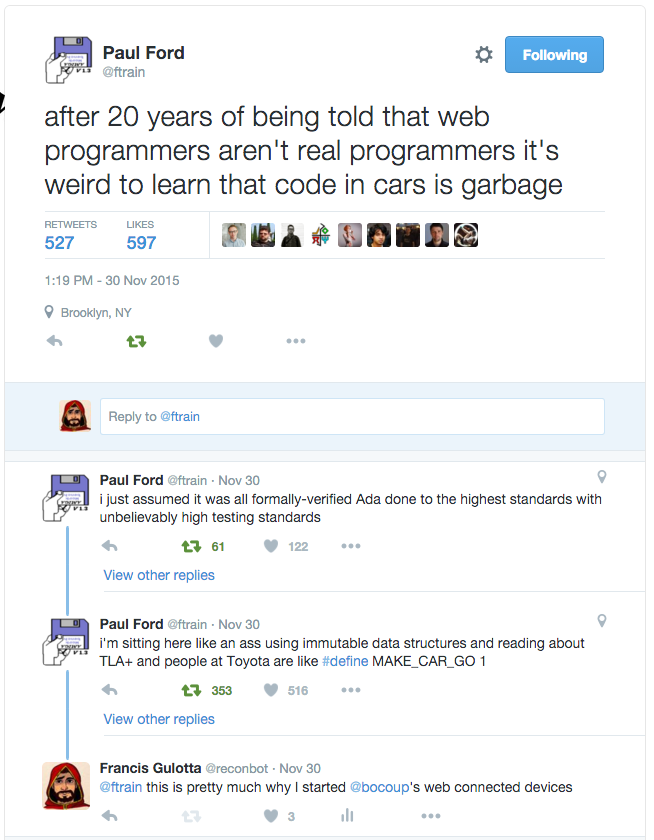 Paul Ford
@ftrain
Following
after 20 years of being told that web
programmers aren't real programmers it's
weird to learn that code in cars is garbage
RETWEETS
527
LIKES
597
1:19 PM - 30 Nov 2015
Brooklyn, NY
Reply to @ftrain
Paul Ford @ftrain · Nov 30
i just assumed it was all formally-verified Ada done to the highest standards with
unbelievably high testing standards
61
122
View other replies
Paul Ford @ftrain · Nov 30
i'm sitting here like an ass using immutable data structures and reading about
TLA+ and people at Toyota are like #define MAKE_CAR_GO 1
353
516
View other replies
Francis Gulotta @reconbot · Nov 30
@ftrain this is pretty much why I started @bocoup's web connected devices
3